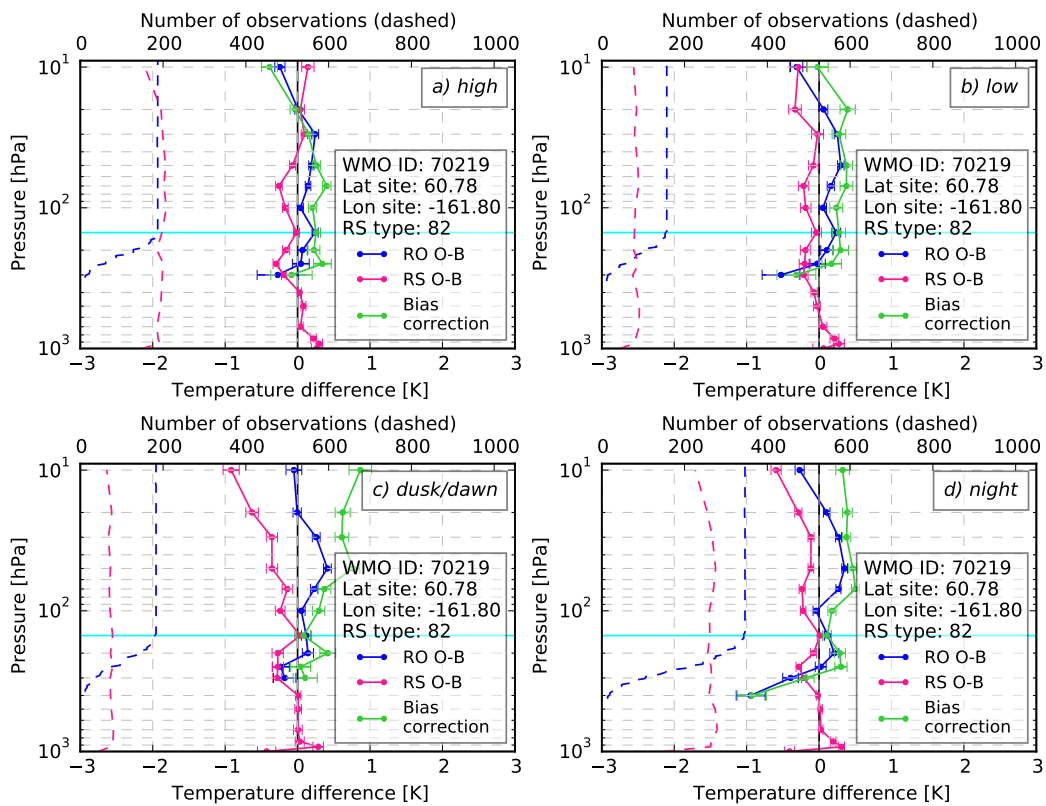 Number of observations (dashed)
0 200 400 600 800 1000
a) high
Pressure [hPa]
10^1
10^2
10^3
WMO ID: 70219
Lat site: 60.78
Lon site: -161.80
RS type: 82
RO O-B
RS O-B
Bias
correction
−3 −2 −1 0 1 2 3
Temperature difference [K]
Number of observations (dashed)
0 200 400 600 800 1000
b) low
Pressure [hPa]
10^1
10^2
10^3
WMO ID: 70219
Lat site: 60.78
Lon site: -161.80
RS type: 82
RO O-B
RS O-B
Bias
correction
−3 −2 −1 0 1 2 3
Temperature difference [K]
Number of observations (dashed)
0 200 400 600 800 1000
c) dusk/dawn
Pressure [hPa]
10^1
10^2
10^3
WMO ID: 70219
Lat site: 60.78
Lon site: -161.80
RS type: 82
RO O-B
RS O-B
Bias
correction
−3 −2 −1 0 1 2 3
Temperature difference [K]
Number of observations (dashed)
0 200 400 600 800 1000
d) night
Pressure [hPa]
10^1
10^2
10^3
WMO ID: 70219
Lat site: 60.78
Lon site: -161.80
RS type: 82
RO O-B
RS O-B
Bias
correction
−3 −2 −1 0 1 2 3
Temperature difference [K]